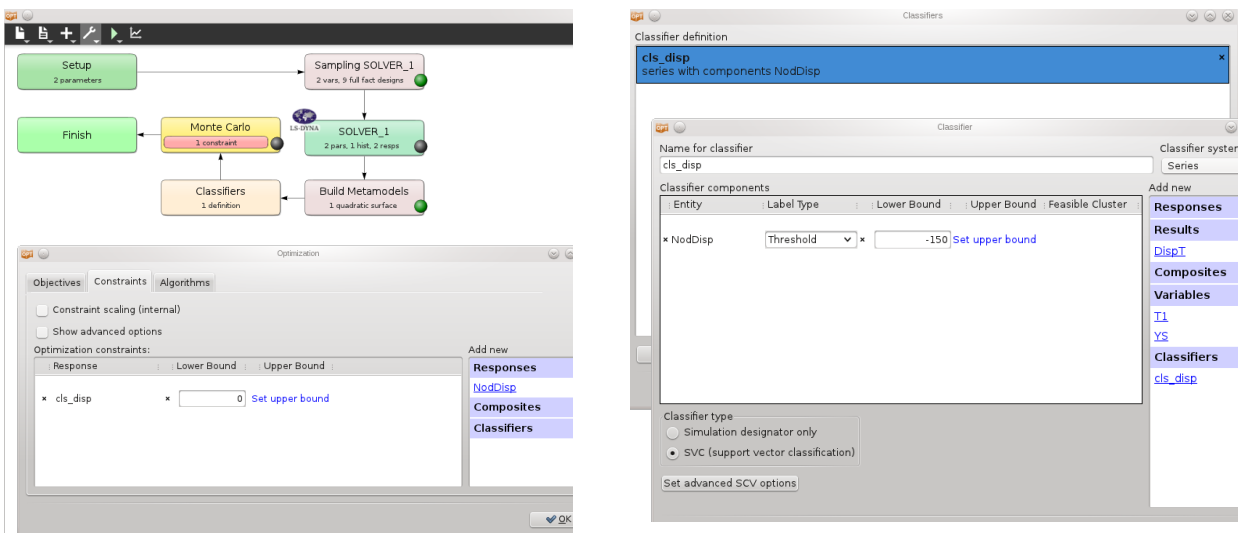 Setup
2 parameters
Sampling SOLVER_1
2 vars, 9 full fact designs
Finish
Monte Carlo
1 constraint
LS-DYNA
SOLVER_1
2 pars, 1 hist, 2 resps
Classifiers
1 definition
Build Metamodels
1 quadratic surface
Optimization
Objectives Constraints Algorithms
Constraint scaling (internal)
Show advanced options
Optimization constraints:
Add new
Response Lower Bound Upper Bound
Responses
NodDisp
cls_disp 0 Set upper bound
Composites
Classifiers
OK
Classifiers
Classifier definition
cls_disp
series with components NodDisp
Classifier
Name for classifier
Classifier system
cls_disp
Series
Classifier components
Add new
Entity Label Type Lower Bound Upper Bound Feasible Cluster
Responses
Results
NodDisp Threshold -150 Set upper bound
DispT
Composites
Variables
T1
YS
Classifiers
cls_disp
Classifier type
Simulation designator only
SVC (support vector classification)
Set advanced SCV options